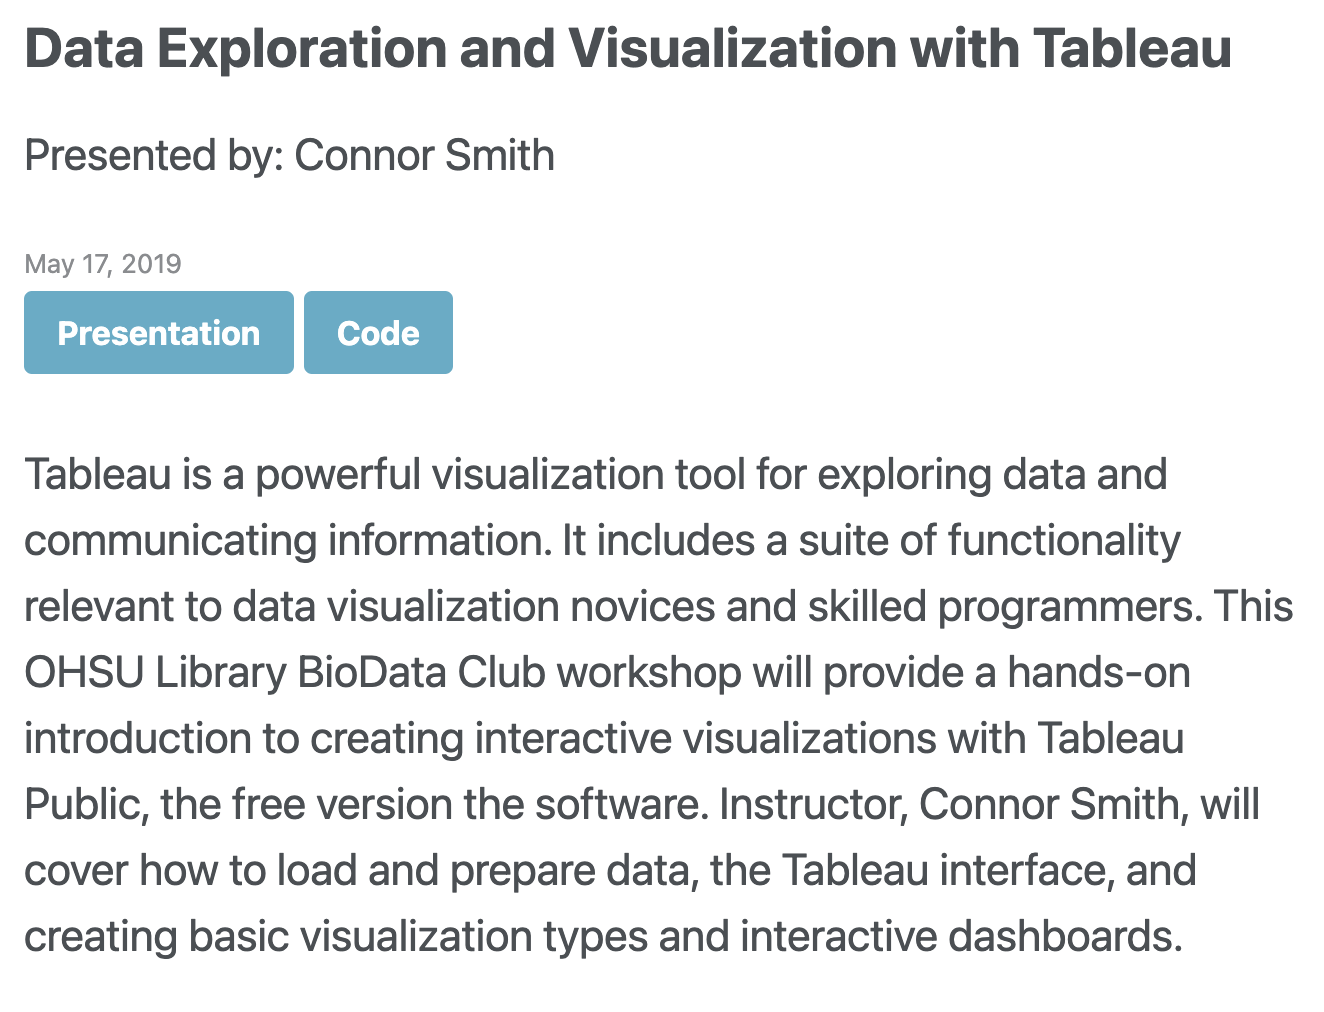 Data Exploration and Visualization with Tableau
Presented by: Connor Smith
May 17, 2019
Presentation
Code
Tableau is a powerful visualization tool for exploring data and
communicating information. It includes a suite of functionality
relevant to data visualization novices and skilled programmers. This
OHSU Library BioData Club workshop will provide a hands-on
introduction to creating interactive visualizations with Tableau
Public, the free version the software. Instructor, Connor Smith, will
cover how to load and prepare data, the Tableau interface, and
creating basic visualization types and interactive dashboards.